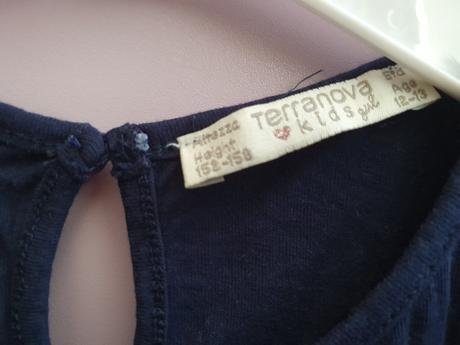 Altezza
Height
152-158
Terranova
kids girl
Età
Age
12-13